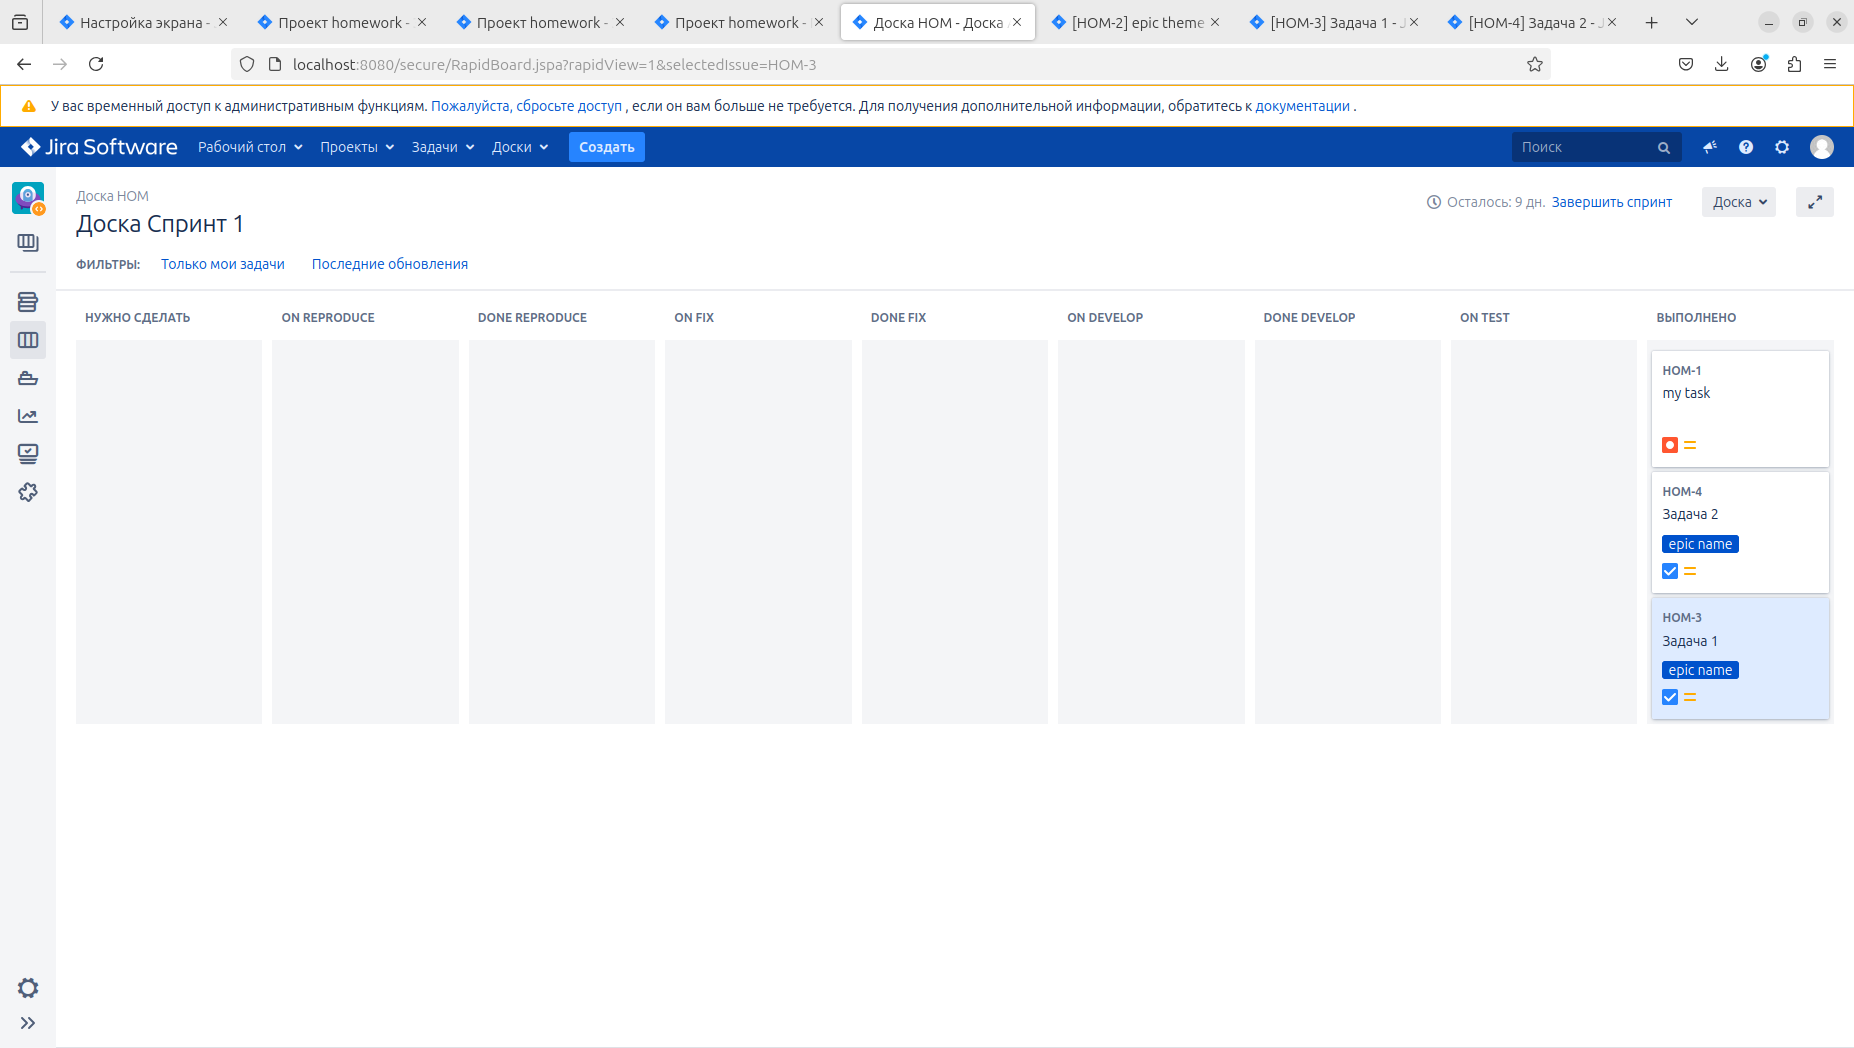 Настройка экрана -
Проект homework -
Проект homework -
Проект homework -
Доска HOM - Доска
[HOM-2] epic theme
[HOM-3] Задача 1 -
[HOM-4] Задача 2 -
localhost:8080/secure/RapidBoard.jspa?rapidView=1&selectedIssue=HOM-3
У вас временный доступ к административным функциям. Пожалуйста, сбросьте доступ , если он вам больше не требуется. Для получения дополнительной информации, обратитесь к документации .
Jira Software
Рабочий стол
Проекты
Задачи
Доски
Создать
Поиск
Доска HOM
Доска Спринт 1
Осталось: 9 дн.
Завершить спринт
Доска
ФИЛЬТРЫ:
Только мои задачи
Последние обновления
НУЖНО СДЕЛАТЬ
ON REPRODUCE
DONE REPRODUCE
ON FIX
DONE FIX
ON DEVELOP
DONE DEVELOP
ON TEST
ВЫПОЛНЕНО
HOM-1
my task
HOM-4
Задача 2
epic name
HOM-3
Задача 1
epic name